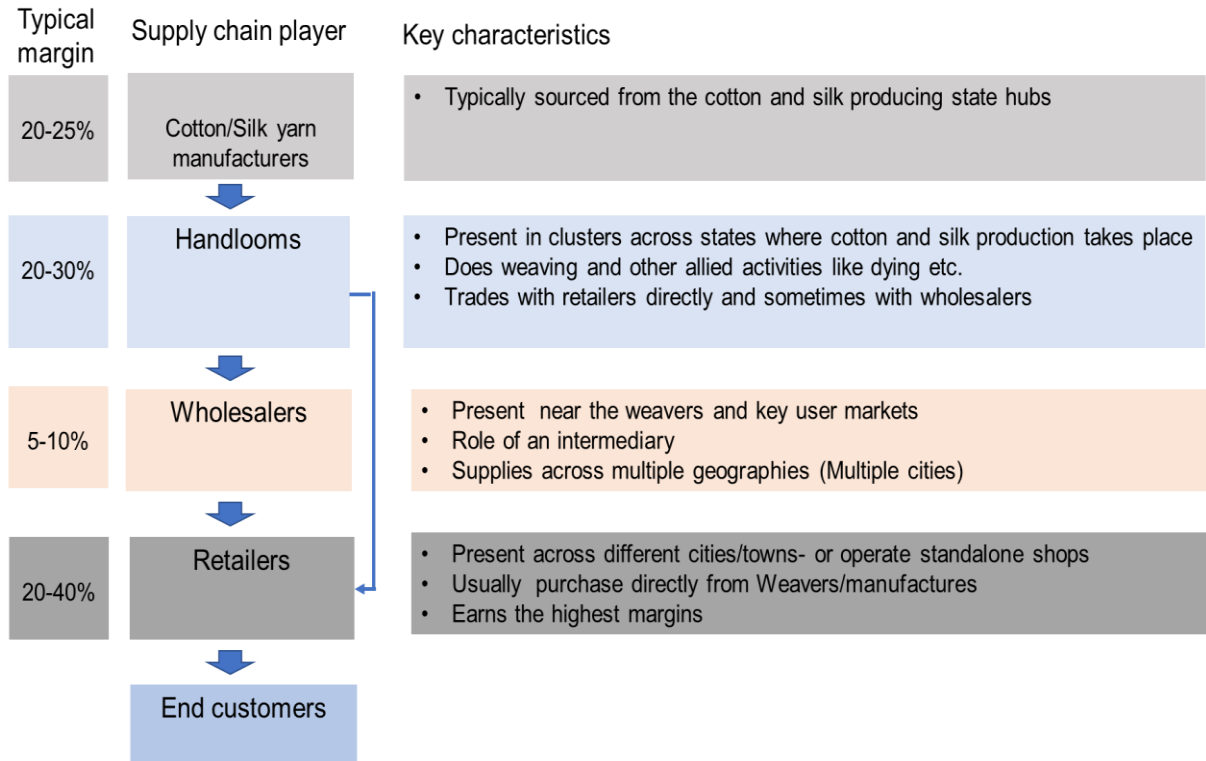 Typical
margin
Supply chain player
Key characteristics
20-25%
Cotton/Silk yarn
manufacturers
• Typically sourced from the cotton and silk producing state hubs
20-30%
Handlooms
• Present in clusters across states where cotton and silk production takes place
• Does weaving and other allied activities like dying etc.
• Trades with retailers directly and sometimes with wholesalers
5-10%
Wholesalers
• Present near the weavers and key user markets
• Role of an intermediary
• Supplies across multiple geographies (Multiple cities)
20-40%
Retailers
• Present across different cities/towns- or operate standalone shops
• Usually purchase directly from Weavers/manufactures
• Earns the highest margins
End customers